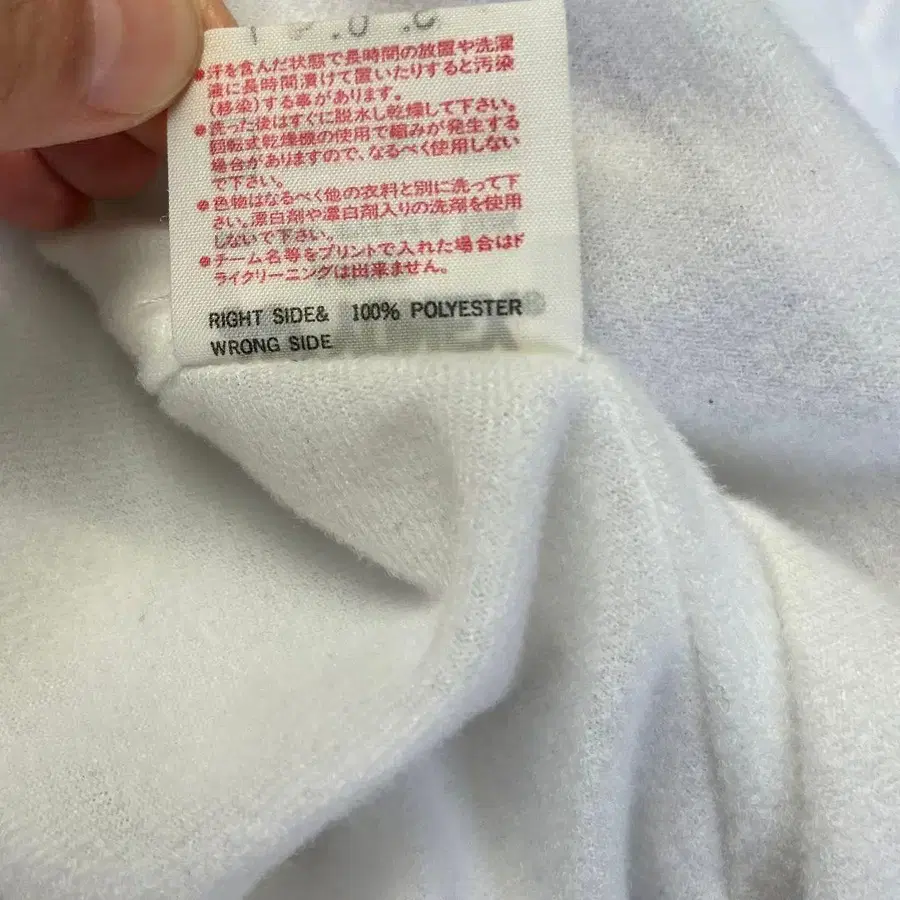 ●汗を含んだ状態で長時間の放置や洗濯
液に長時間漬けて置いたりすると汚染
(移染)する事があります。
●洗った後はすぐに脱水し乾燥して下さい。
回転式乾燥機の使用で縮みが発生する
場合がありますので、なるべく使用しない
で下さい。
●色物はなるべく他の衣料と別に洗って下
さい。漂白剤や漂白剤入りの洗剤を使用
しないで下さい。
●チーム名等をプリントで入れた場合はド
ライクリーニングは出来ません。
RIGHT SIDE& 100% POLYESTER
WRONG SIDE